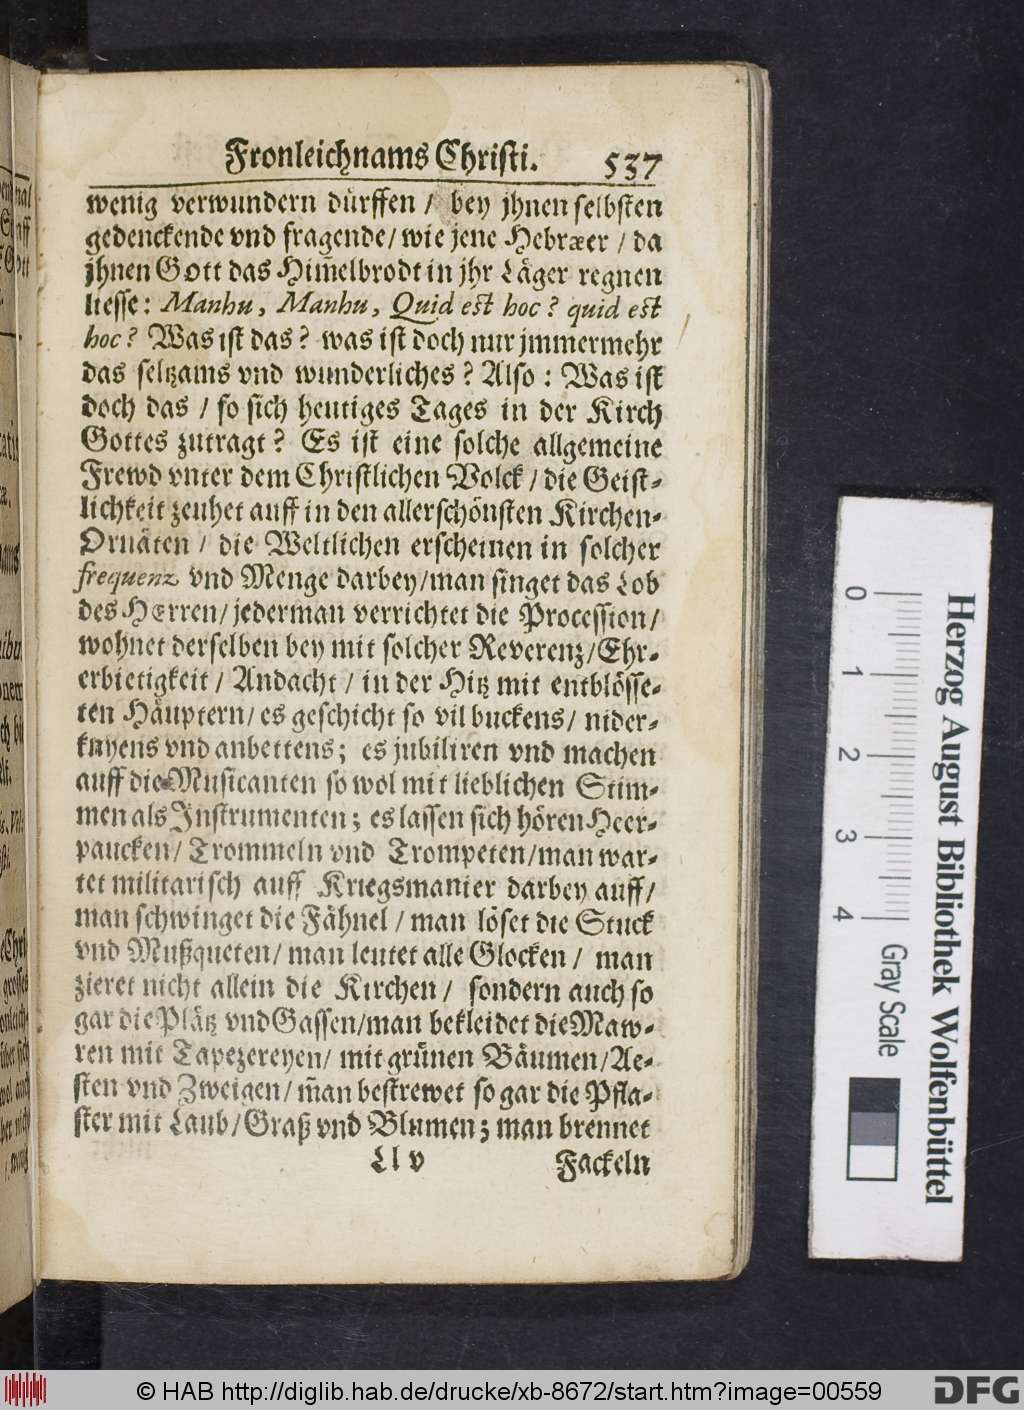 Fronleichnams Christi. 537
wenig verwundern dürffen / bey jhnen selbsten
gedenckende vnd fragende / wie jene Hebræer / da
jhnen Gott das Him̃elbrodt in jhr Läger regnen
liesse: Manhu, Manhu, Quid est hoc? quid est
hoc? Was ist das? was ist doch nur jmmermehr
das seltzams vnd wunderliches? Also: Was ist
doch das / so sich heutiges Tages in der Kirch
Gottes zutragt? Es ist eine solche allgemeine
Frewd vnter dem Christlichen Volck / die Geist-
lichkeit zeuhet auff in den allerschönsten Kirchen-
Ornäten / die Weltlichen erscheinen in solcher
frequenz vnd Menge darbey / man singet das Lob
des HErren / jederman verrichtet die Procession /
wohnet derselben bey mit solcher Reverenz / Ehr-
erbietigkeit / Andacht / in der Hitz mit entblösse-
ten Häuptern / es geschicht so vil buckens / nider-
knyens vnd anbettens; es jubiliren vnd machen
auff die Musicanten so wol mit lieblichen Stim-
men als Instrumenten; es lassen sich hören Heer-
paucken / Trommeln vnd Trompeten / man war-
tet militarisch auff Kriegsmanier darbey auff /
man schwinget die Fähnel / man löset die Stuck
vnd Mußqueten / man leutet alle Glocken / man
zieret nicht allein die Kirchen / sondern auch so
gar die Plätz vnd Gassen / man bekleidet die Maw-
ren mit Tapezereyen / mit grünen Bäumen / Ae-
sten vnd Zweigen / m̃an bestrewet so gar die Pfla-
ster mit Laub / Graß vnd Blumen; man brennet
Ll v Fackeln
0 1 2 3 4
Gray Scale
Herzog August Bibliothek Wolfenbüttel
© HAB http://diglib.hab.de/drucke/xb-8672/start.htm?image=00559
DFG